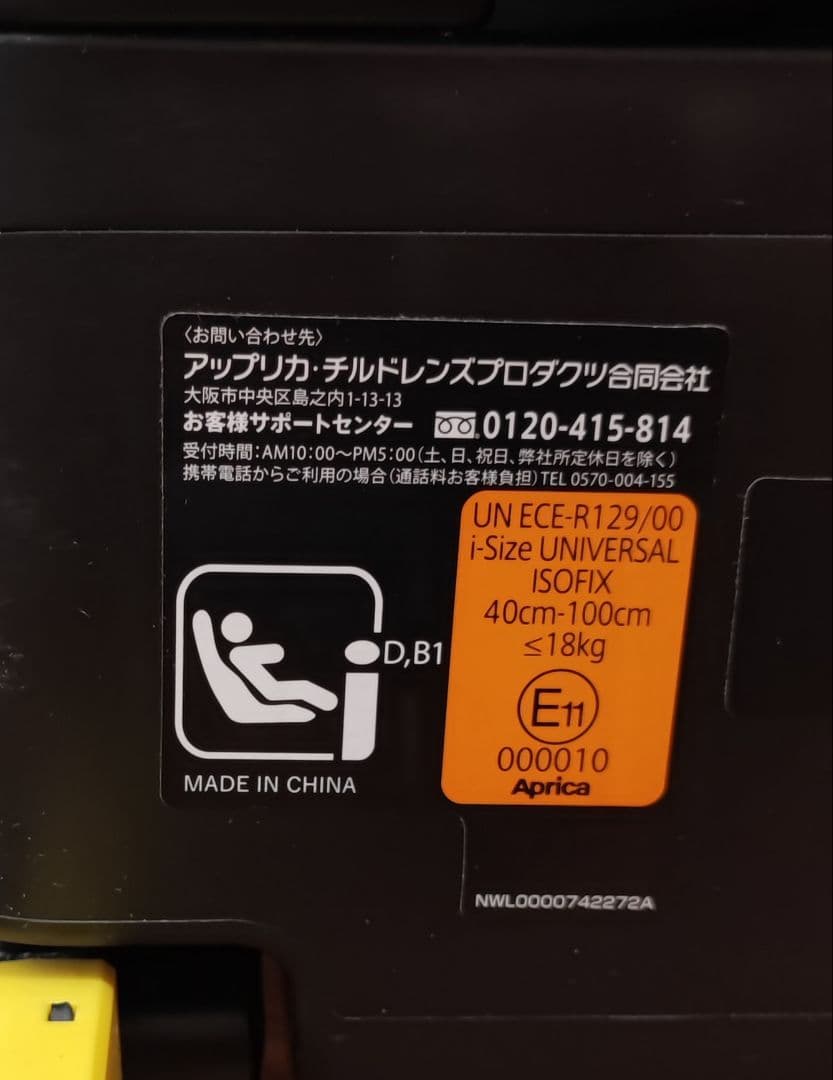 〈お問い合わせ先〉
アップリカ・チルドレンズプロダクツ合同会社
大阪市中央区島之内1-13-13
お客様サポートセンター 0120-415-814
受付時間:AM10:00〜PM5:00(土、日、祝日、弊社所定休日を除く)
携帯電話からご利用の場合(通話料お客様負担)TEL 0570-004-155
UN ECE-R129/00
i-Size UNIVERSAL
ISOFIX
40cm-100cm
≤18kg
E11
000010
Aprica
i
D,B1
MADE IN CHINA
NWL0000742272A